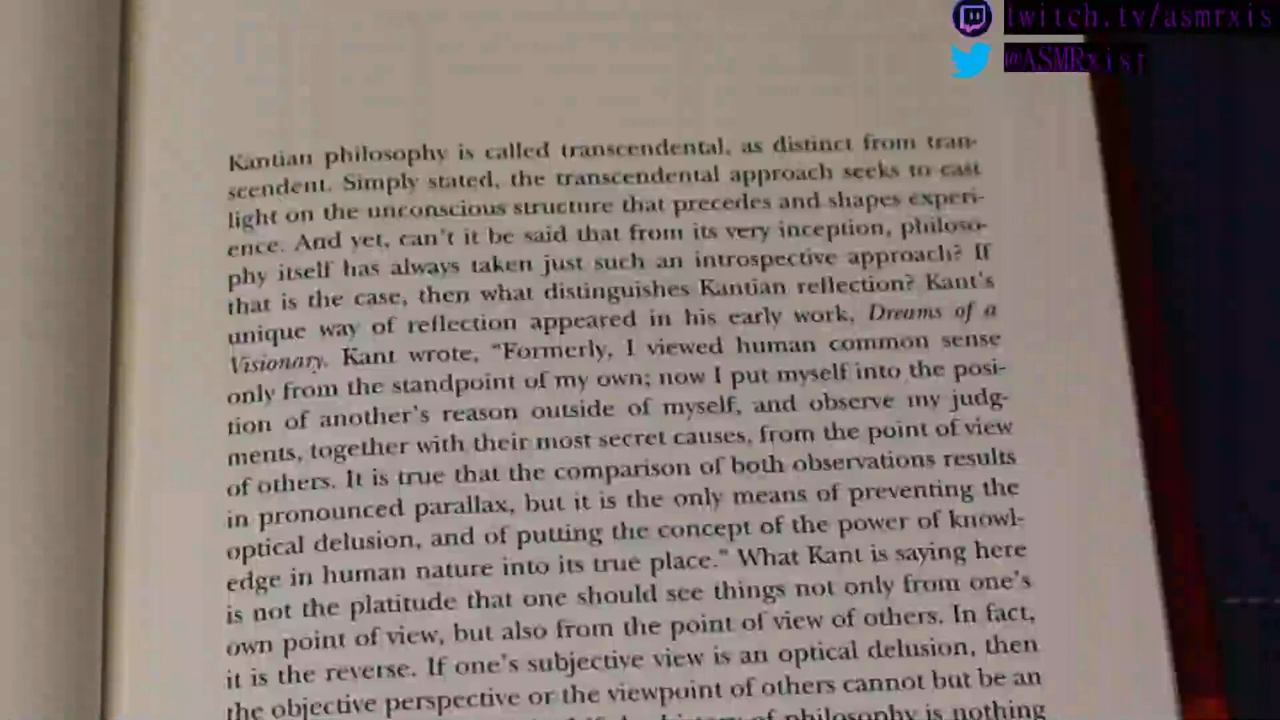 twitch.tv/asmrxis
@ASMRxist
Kantian philosophy is called transcendental, as distinct from tran-
scendent. Simply stated, the transcendental approach seeks to cast
light on the unconscious structure that precedes and shapes experi-
ence. And yet, can't it be said that from its very inception, philoso-
phy itself has always taken just such an introspective approach? If
that is the case, then what distinguishes Kantian reflection? Kant's
unique way of reflection appeared in his early work, Dreams of a
Visionary. Kant wrote, "Formerly, I viewed human common sense
only from the standpoint of my own; now I put myself into the posi-
tion of another's reason outside of myself, and observe my judg-
ments, together with their most secret causes, from the point of view
of others. It is true that the comparison of both observations results
in pronounced parallax, but it is the only means of preventing the
optical delusion, and of putting the concept of the power of knowl-
edge in human nature into its true place." What Kant is saying here
is not the platitude that one should see things not only from one's
own point of view, but also from the point of view of others. In fact,
it is the reverse. If one's subjective view is an optical delusion, then
the objective perspective or the viewpoint of others cannot but be an
history of philosophy is nothing